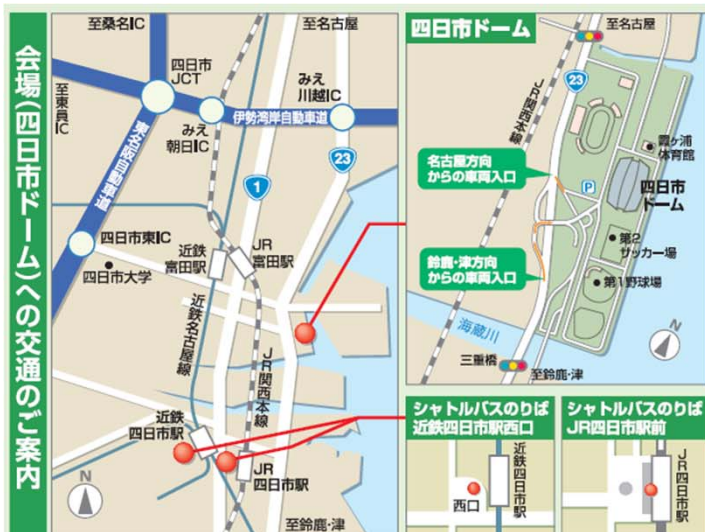 会場(四日市ドーム)への交通のご案内
至桑名IC
至名古屋
四日市
JCT
みえ
川越IC
至東員IC
伊勢湾岸自動車道
みえ
朝日IC
23
東名阪自動車道
1
四日市東IC
四日市大学
近鉄
富田駅
JR
富田駅
近鉄名古屋線
JR関西本線
近鉄
四日市駅
JR
四日市駅
至鈴鹿・津
N
四日市ドーム
至名古屋
23
JR関西本線
霞ヶ浦
体育館
名古屋方向
からの車両入口
P
四日市
ドーム
第2
サッカー場
鈴鹿・津方向
からの車両入口
第1野球場
海蔵川
三重橋
至鈴鹿・津
N
シャトルバスのりば
近鉄四日市駅西口
西口
近鉄四日市駅
シャトルバスのりば
JR四日市駅前
JR四日市駅